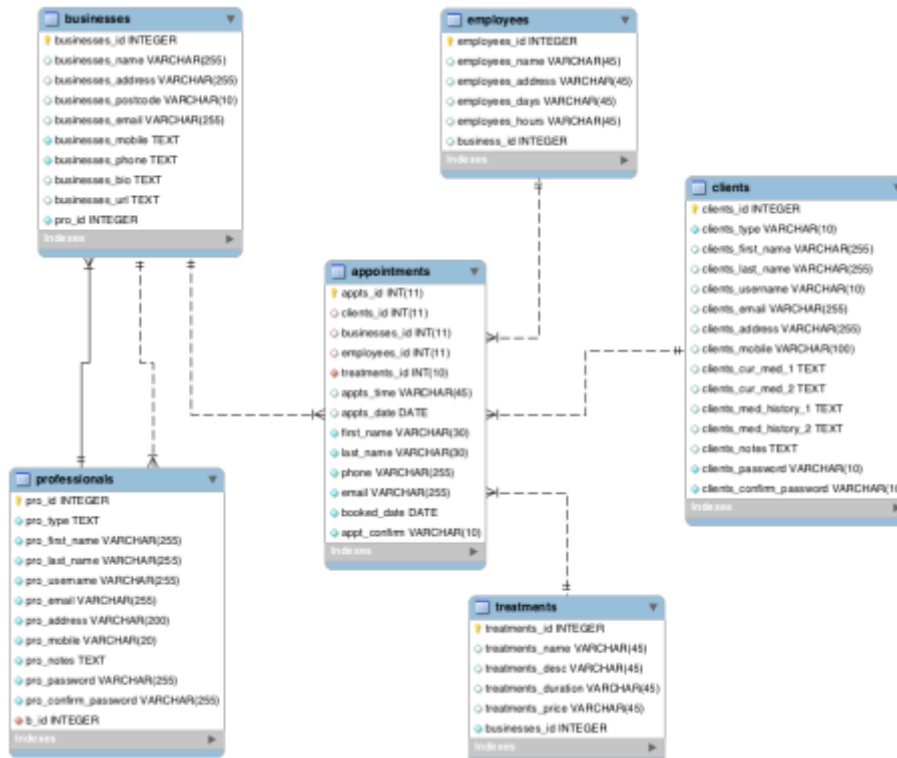 businesses
businesses_id INTEGER
businesses_name VARCHAR(255)
businesses_address VARCHAR(255)
businesses_postcode VARCHAR(10)
businesses_email VARCHAR(255)
businesses_mobile TEXT
businesses_phone TEXT
businesses_bio TEXT
businesses_url TEXT
pro_id INTEGER
Indexes
employees
employees_id INTEGER
employees_name VARCHAR(45)
employees_address VARCHAR(45)
employees_days VARCHAR(45)
employees_hours VARCHAR(45)
business_id INTEGER
Indexes
clients
clients_id INTEGER
clients_type VARCHAR(10)
clients_first_name VARCHAR(255)
clients_last_name VARCHAR(255)
clients_username VARCHAR(10)
clients_email VARCHAR(255)
clients_address VARCHAR(255)
clients_mobile VARCHAR(100)
clients_cur_med_1 TEXT
clients_cur_med_2 TEXT
clients_med_history_1 TEXT
clients_med_history_2 TEXT
clients_notes TEXT
clients_password VARCHAR(10)
clients_confirm_password VARCHAR(10
Indexes
appointments
appts_id INT(11)
clients_id INT(11)
businesses_id INT(11)
employees_id INT(11)
treatments_id INT(10)
appts_time VARCHAR(45)
appts_date DATE
first_name VARCHAR(30)
last_name VARCHAR(30)
phone VARCHAR(255)
email VARCHAR(255)
booked_date DATE
appt_confirm VARCHAR(10)
Indexes
professionals
pro_id INTEGER
pro_type TEXT
pro_first_name VARCHAR(255)
pro_last_name VARCHAR(255)
pro_username VARCHAR(255)
pro_email VARCHAR(255)
pro_address VARCHAR(200)
pro_mobile VARCHAR(20)
pro_notes TEXT
pro_password VARCHAR(255)
pro_confirm_password VARCHAR(255)
b_id INTEGER
Indexes
treatments
treatments_id INTEGER
treatments_name VARCHAR(45)
treatments_desc VARCHAR(45)
treatments_duration VARCHAR(45)
treatments_price VARCHAR(45)
businesses_id INTEGER
Indexes